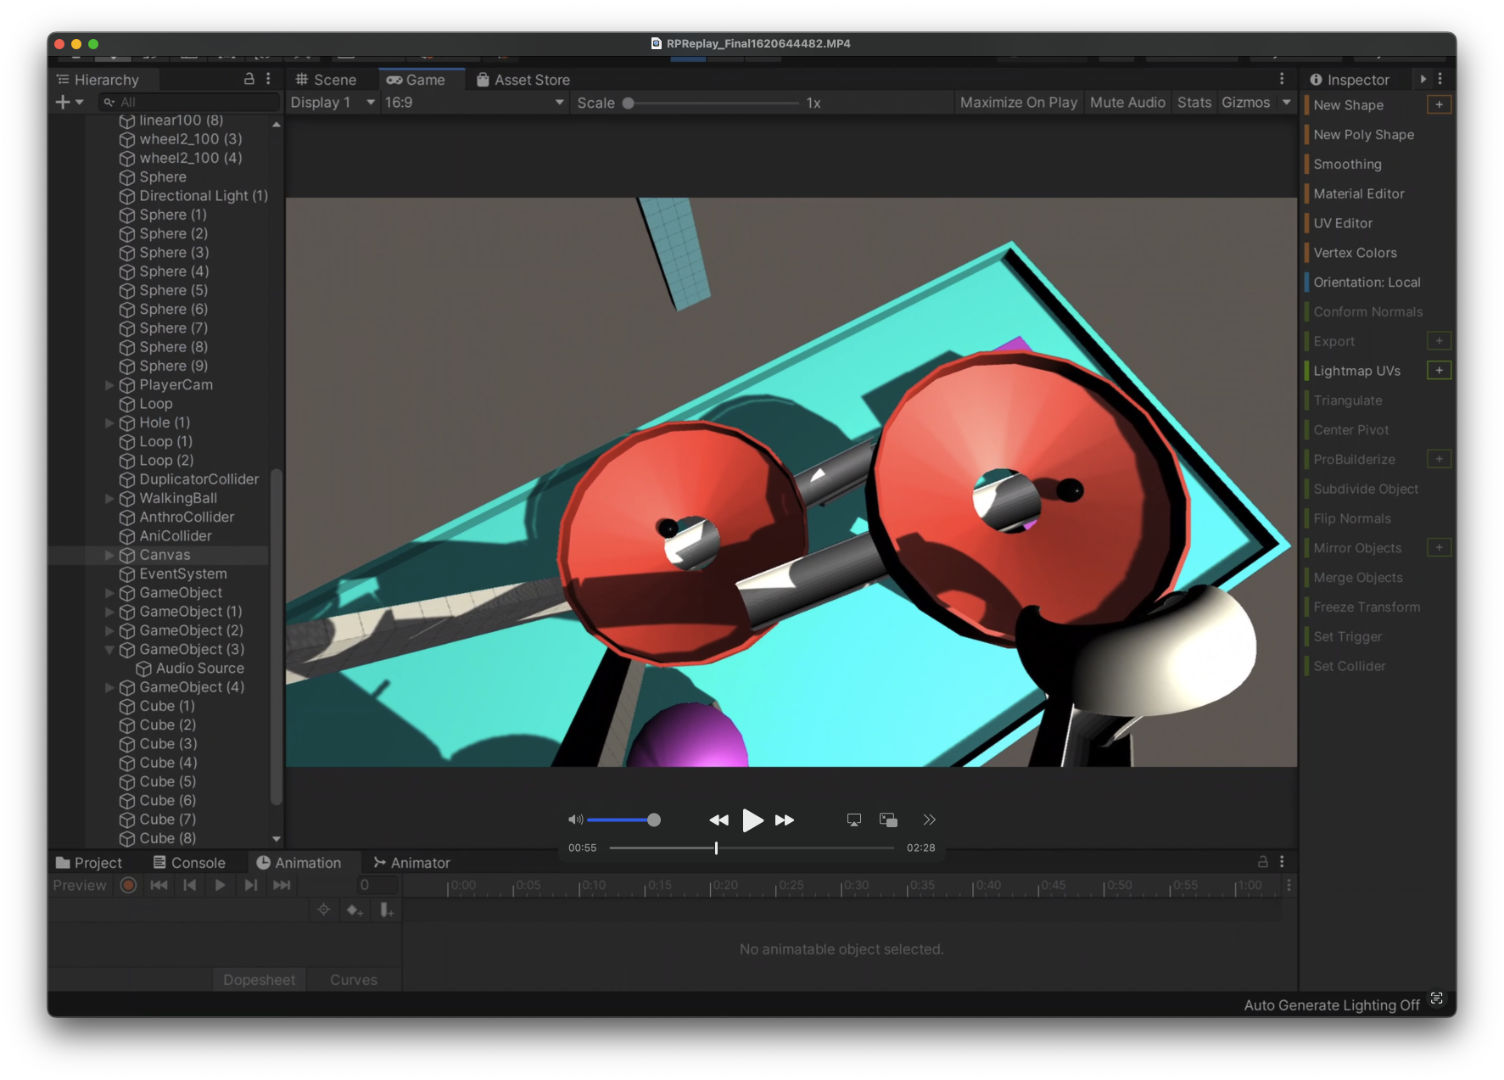 RPReplay_Final1620644482.MP4
Hierarchy
Scene
Game
Asset Store
Inspector
All
Display 1
16:9
Scale
1x
Maximize On Play
Mute Audio
Stats
Gizmos
linear100 (8)
wheel2_100 (3)
wheel2_100 (4)
Sphere
Directional Light (1)
Sphere (1)
Sphere (2)
Sphere (3)
Sphere (4)
Sphere (5)
Sphere (6)
Sphere (7)
Sphere (8)
Sphere (9)
PlayerCam
Loop
Hole (1)
Loop (1)
Loop (2)
DuplicatorCollider
WalkingBall
AnthroCollider
AniCollider
Canvas
EventSystem
GameObject
GameObject (1)
GameObject (2)
GameObject (3)
Audio Source
GameObject (4)
Cube (1)
Cube (2)
Cube (3)
Cube (4)
Cube (5)
Cube (6)
Cube (7)
Cube (8)
New Shape
New Poly Shape
Smoothing
Material Editor
UV Editor
Vertex Colors
Orientation: Local
Conform Normals
Export
Lightmap UVs
Triangulate
Center Pivot
ProBuilderize
Subdivide Object
Flip Normals
Mirror Objects
Merge Objects
Freeze Transform
Set Trigger
Set Collider
00:55
02:28
Project
Console
Animation
Animator
Preview
0
0:00
0:05
0:10
0:15
0:20
0:25
0:30
0:35
0:40
0:45
0:50
0:55
1:00
No animatable object selected.
Dopesheet
Curves
Auto Generate Lighting Off